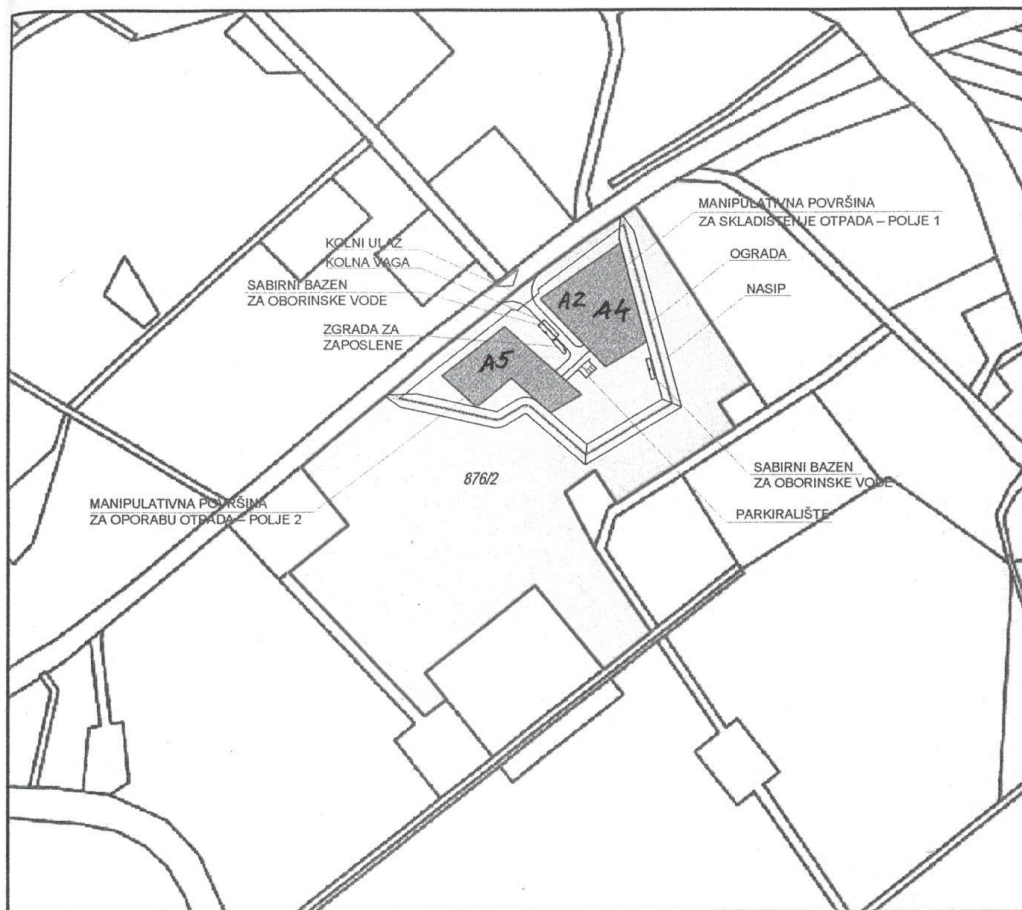 MANIPULATIVNA POVRŠINA
ZA SKLADIŠTENJE OTPADA – POLJE 1
KOLNI ULAZ
OGRADA
KOLNA VAGA
SABIRNI BAZEN
ZA OBORINSKE VODE
NASIP
A2
A4
ZGRADA ZA
ZAPOSLENE
A5
876/2
SABIRNI BAZEN
ZA OBORINSKE VODE
MANIPULATIVNA POVRŠINA
ZA OPORABU OTPADA – POLJE 2
PARKIRALIŠTE